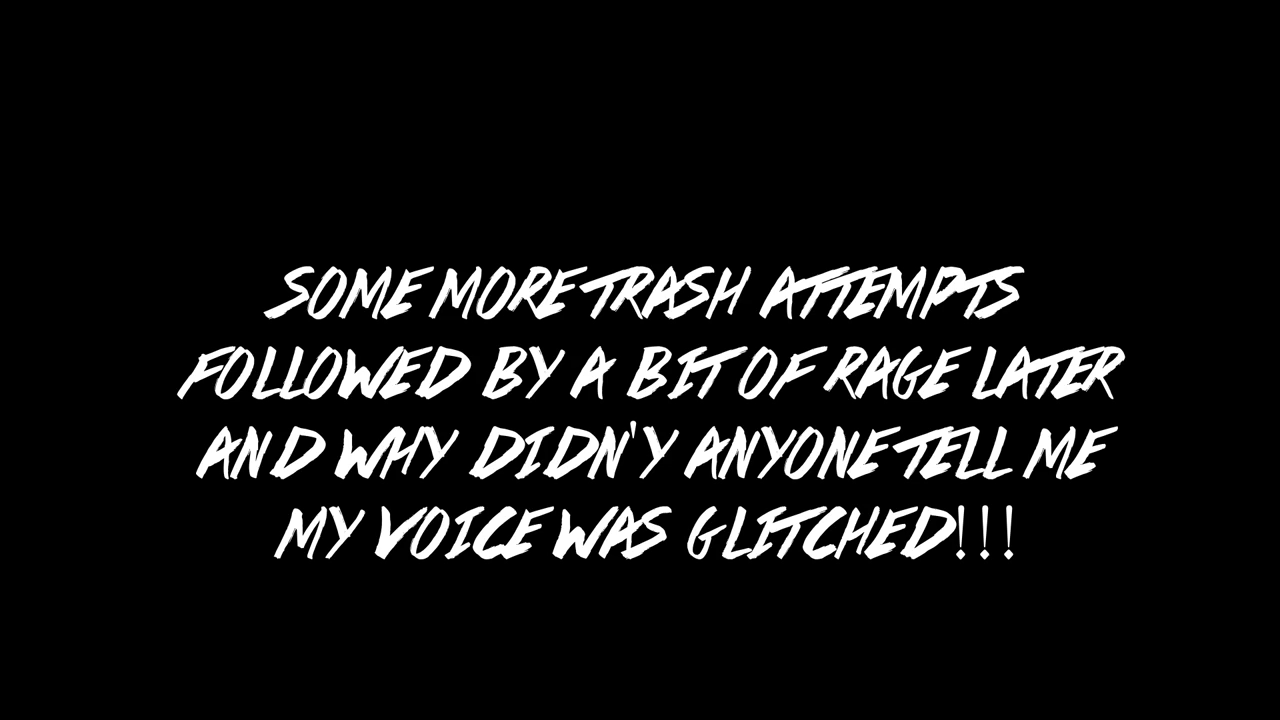 SOME MORE TRASH ATTEMPTS
FOLLOWED BY A BIT OF RAGE LATER
AND WHY DIDN'Y ANYONE TELL ME
MY VOICE WAS GLITCHED!!!